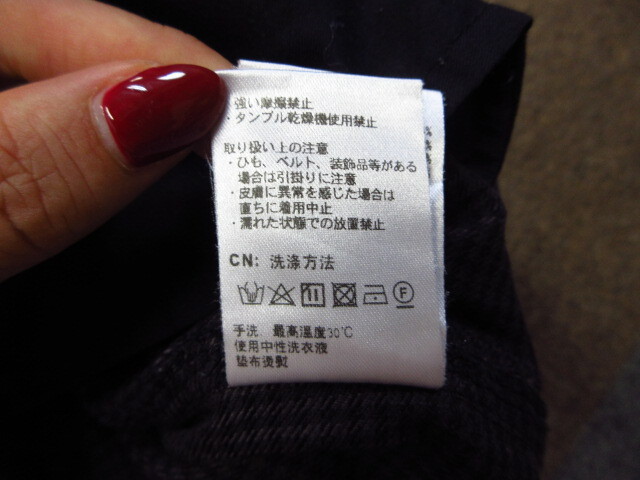 ・強い摩擦禁止
・タンブル乾燥機使用禁止
取り扱い上の注意
・ひも、ベルト、装飾品等がある
場合は引掛りに注意
・皮膚に異常を感じた場合は
直ちに着用中止
・濡れた状態での放置禁止
CN: 洗涤方法
F
手洗 最高温度30℃
使用中性洗衣液
垫布烫熨